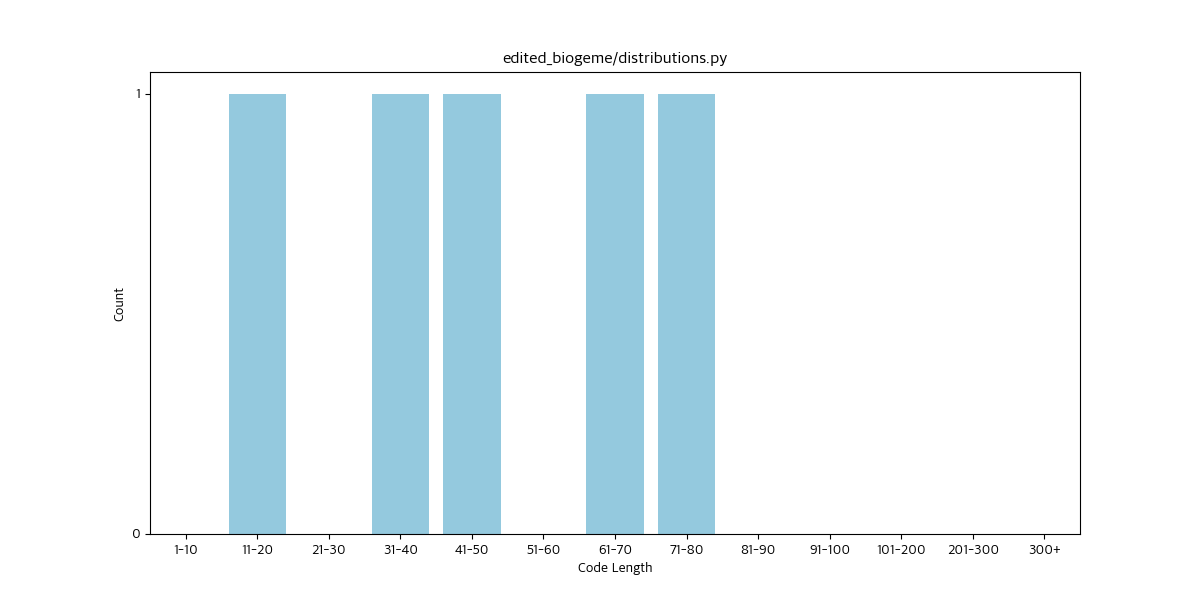 edited_biogeme/distributions.py
Count
1
0
1-10 11-20 21-30 31-40 41-50 51-60 61-70 71-80 81-90 91-100 101-200 201-300 300+
Code Length